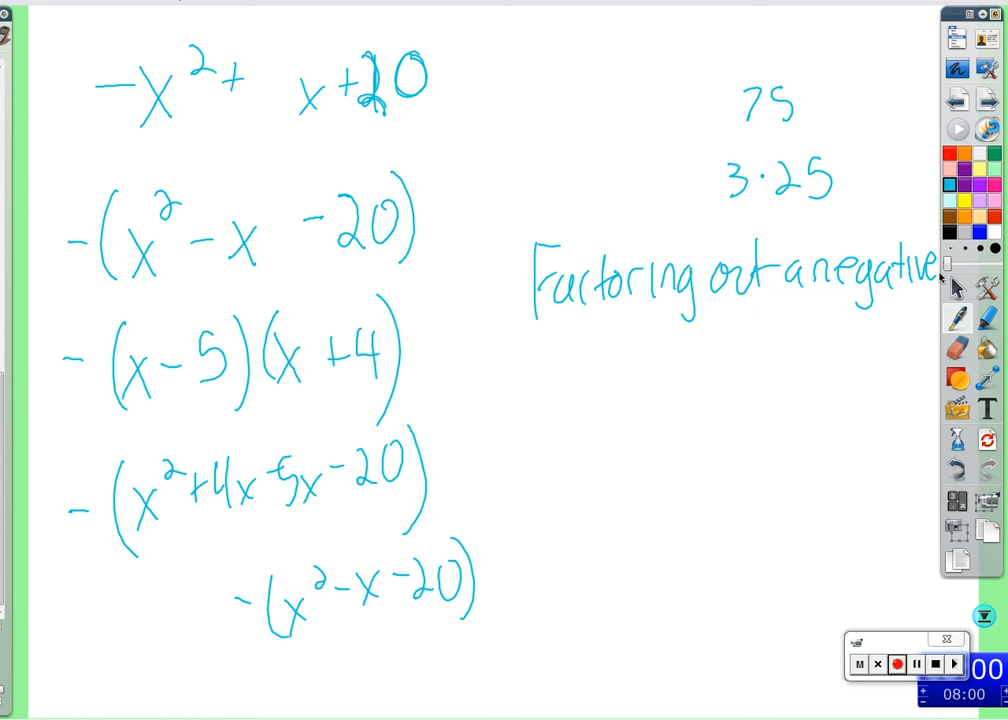 -x² + x + 20
-(x² - x - 20)
-(x - 5)(x + 4)
-(x² + 4x - 5x - 20)
-(x² - x - 20)
75
3·25
Factoring out a negative
T
M
00
08:00